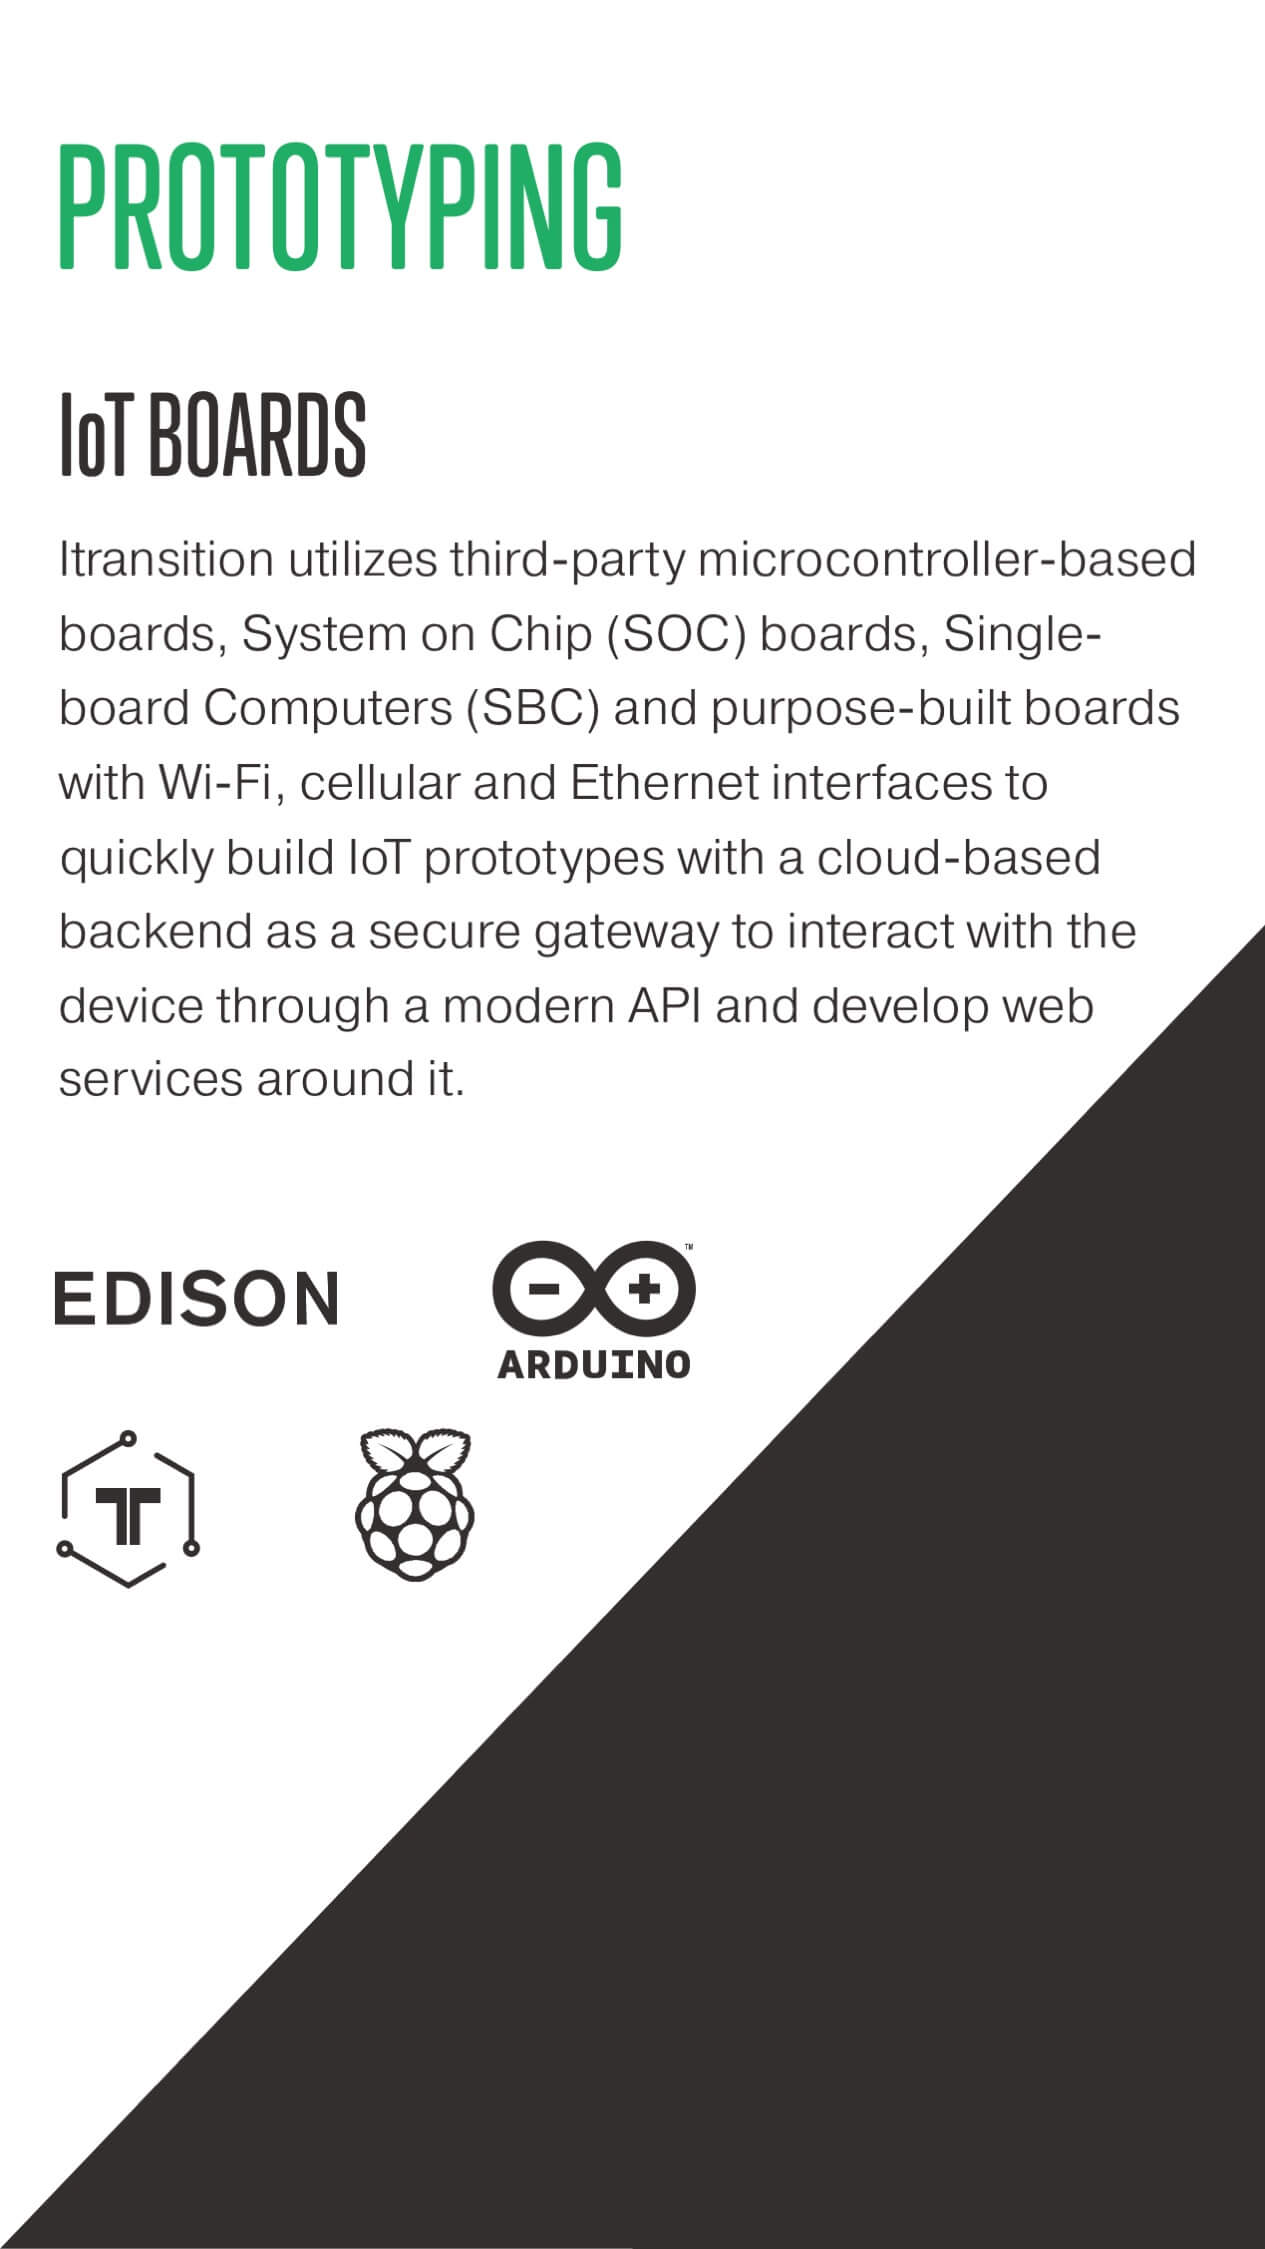 PROTOTYPING
IoT BOARDS
Itransition utilizes third-party microcontroller-based
boards, System on Chip (SOC) boards, Single-
board Computers (SBC) and purpose-built boards
with Wi-Fi, cellular and Ethernet interfaces to
quickly build IoT prototypes with a cloud-based
backend as a secure gateway to interact with the
device through a modern API and develop web
services around it.
EDISON
TM
ARDUINO
T